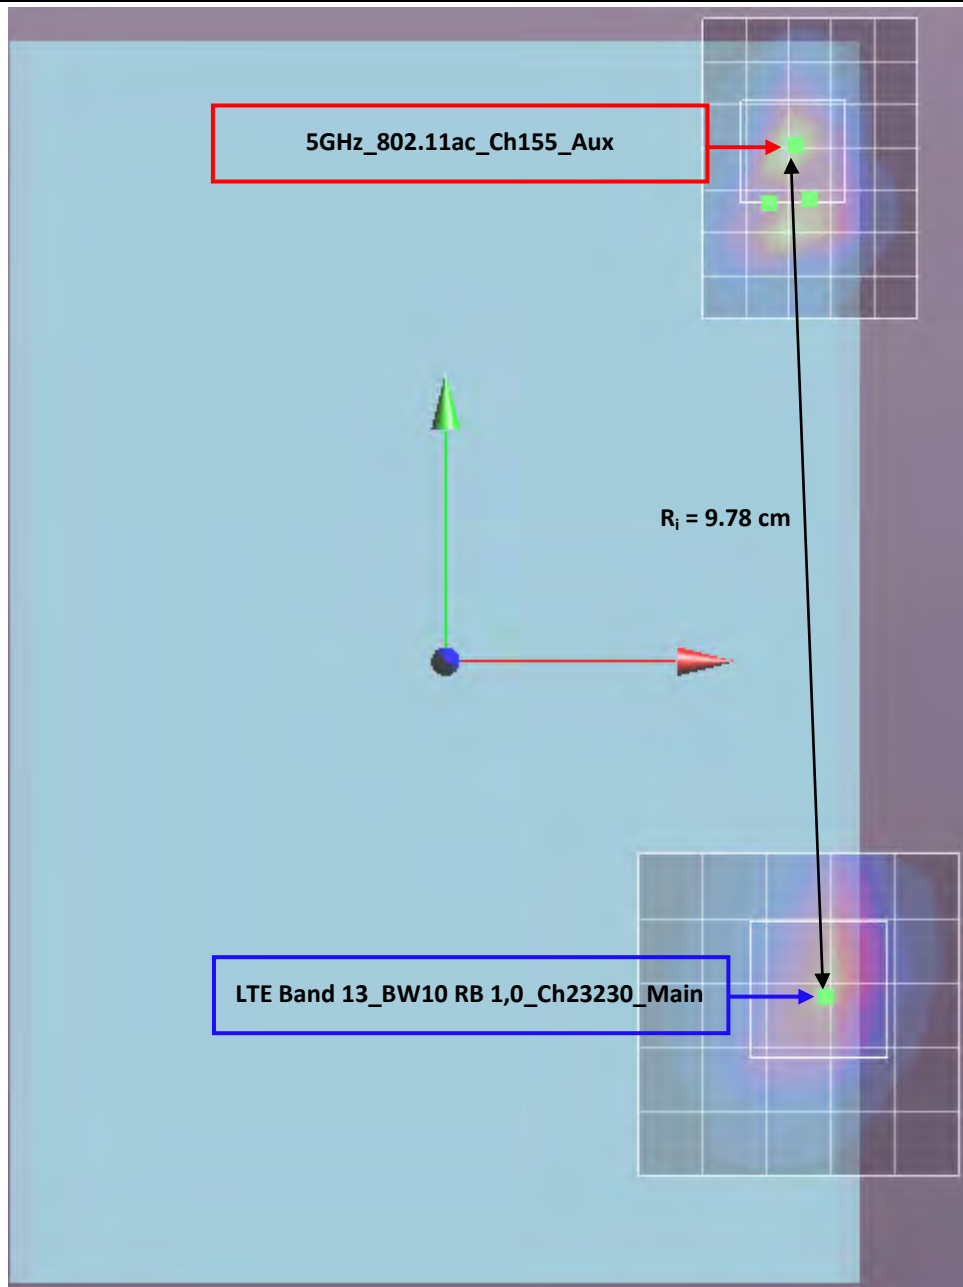 5GHz_802.11ac_Ch155_Aux
Rᵢ = 9.78 cm
LTE Band 13_BW10 RB 1,0_Ch23230_Main